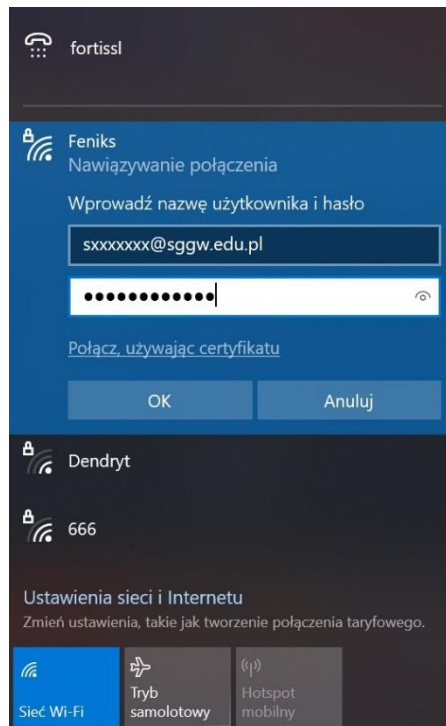 fortissl
Feniks
Nawiązywanie połączenia
Wprowadź nazwę użytkownika i hasło
sxxxxxxx@sggw.edu.pl
••••••••••••
Połącz, używając certyfikatu
OK
Anuluj
Dendryt
666
Ustawienia sieci i Internetu
Zmień ustawienia, takie jak tworzenie połączenia taryfowego.
Sieć Wi-Fi
Tryb
samolotowy
Hotspot
mobilny